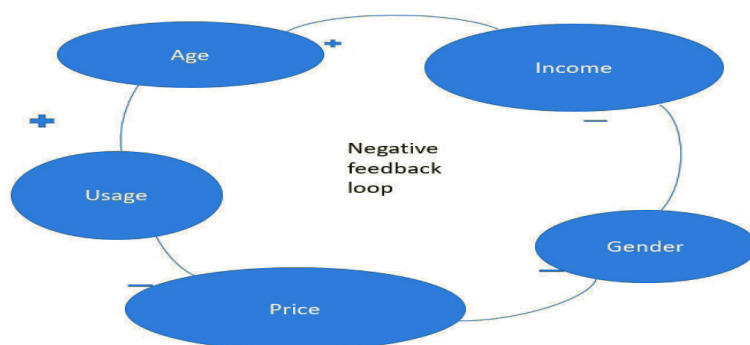 Age
+
Income
+
−
Negative
feedback
loop
Usage
Gender
−
−
Price